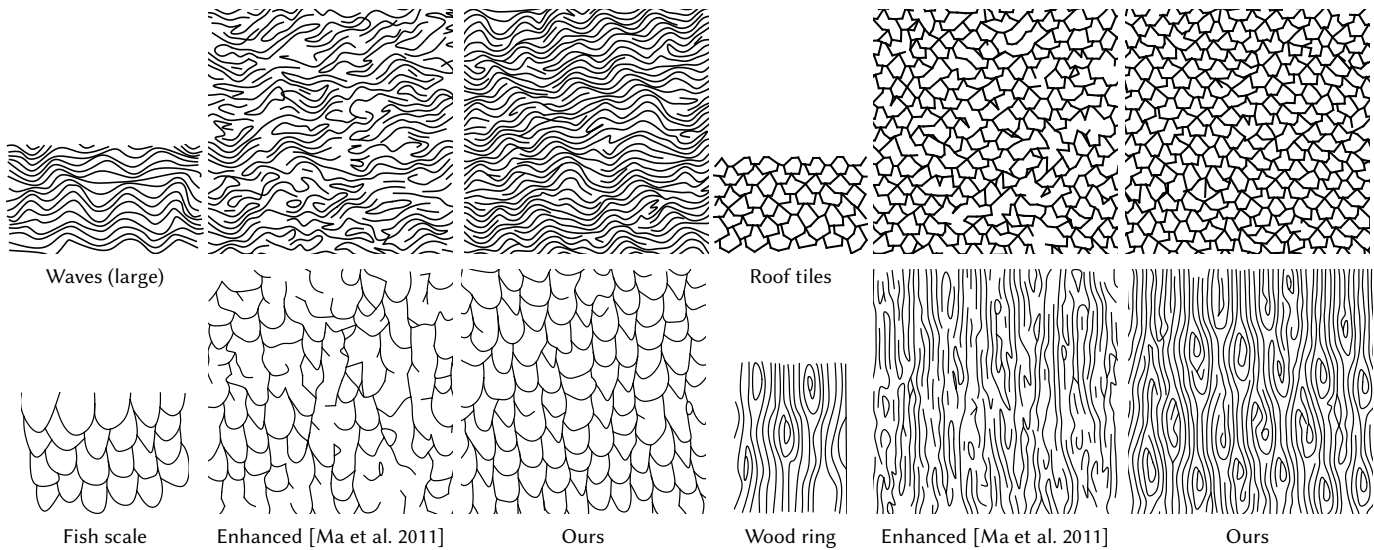 Waves (large)
Roof tiles
Fish scale
Enhanced [Ma et al. 2011]
Ours
Wood ring
Enhanced [Ma et al. 2011]
Ours